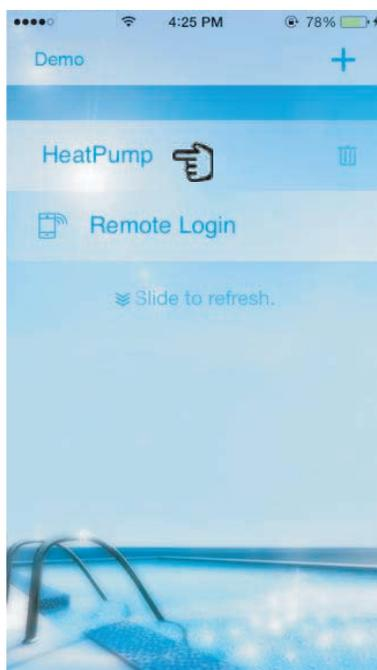 4:25 PM 78%
Demo
HeatPump
Remote Login
Slide to refresh.